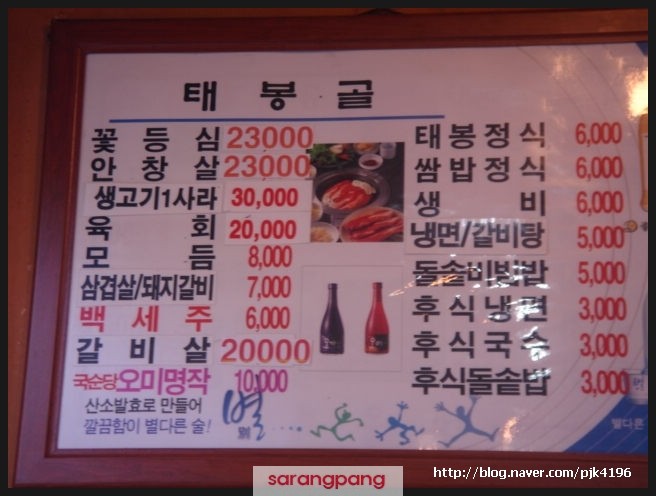 태봉골
꽃등심 23000
안창살 23000
생고기1사라 30,000
육회 20,000
모듬 8,000
삼겹살/돼지갈비 7,000
백세주 6,000
갈비살 20000
국순당 오미명작 10,000
산소발효로 만들어
깔끔함이 별다른 술!
별
태봉정식 6,000
쌈밥정식 6,000
생비 6,000
냉면/갈비탕 5,000
돌솥비빔밥 5,000
후식냉면 3,000
후식국수 3,000
후식돌솥밥 3,000
별다른
sarangpang
http://blog.naver.com/pjk4196